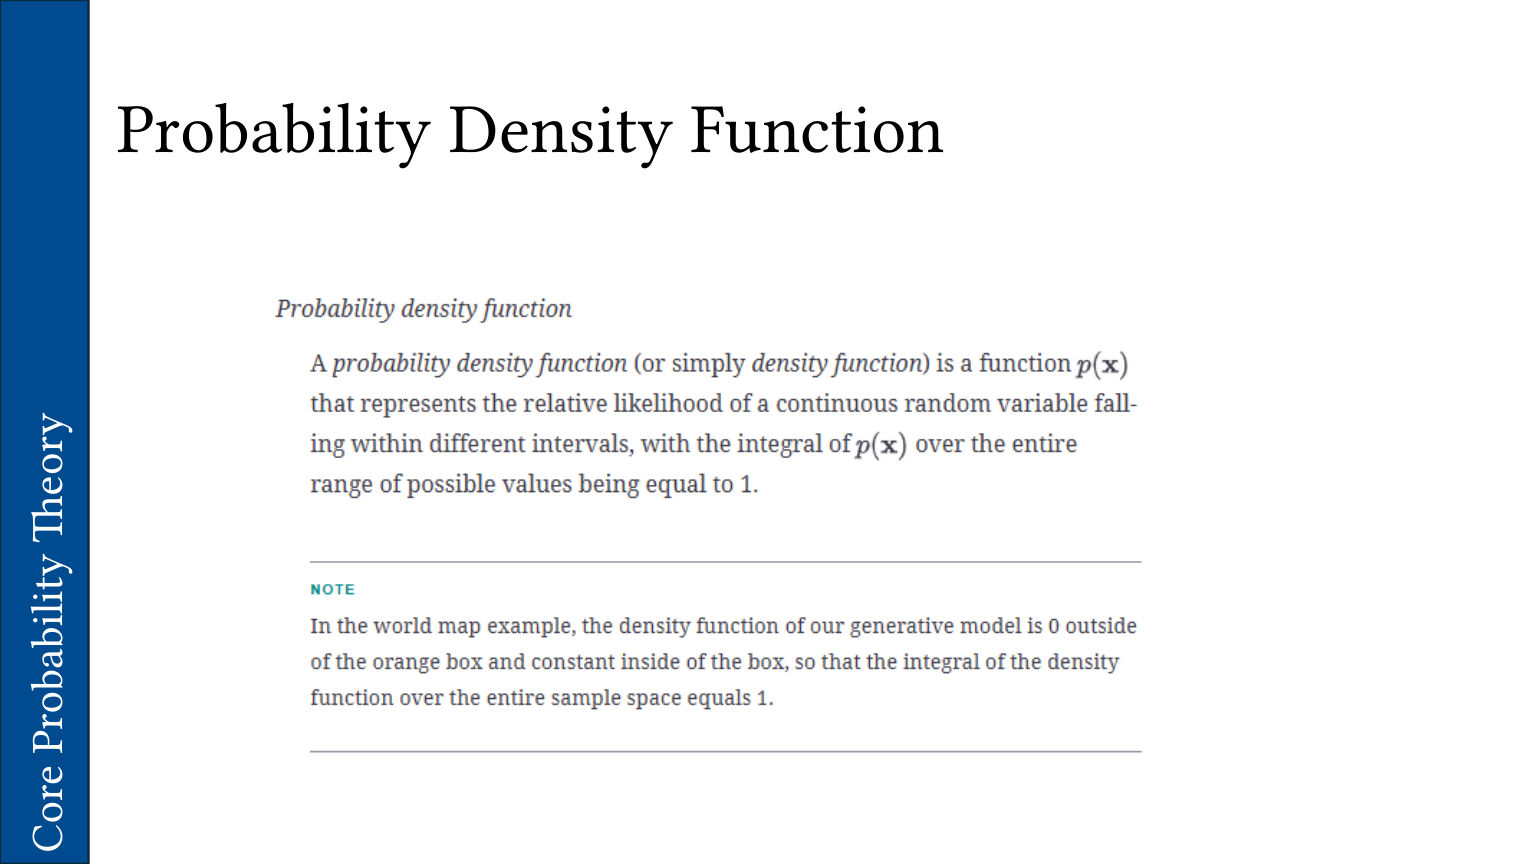 Core Probability Theory
Probability Density Function
Probability density function
A probability density function (or simply density function) is a function p(x)
that represents the relative likelihood of a continuous random variable fall-
ing within different intervals, with the integral of p(x) over the entire
range of possible values being equal to 1.
NOTE
In the world map example, the density function of our generative model is 0 outside
of the orange box and constant inside of the box, so that the integral of the density
function over the entire sample space equals 1.